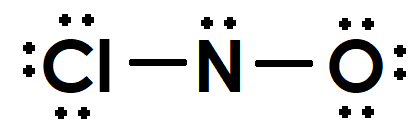 Cl — N — O